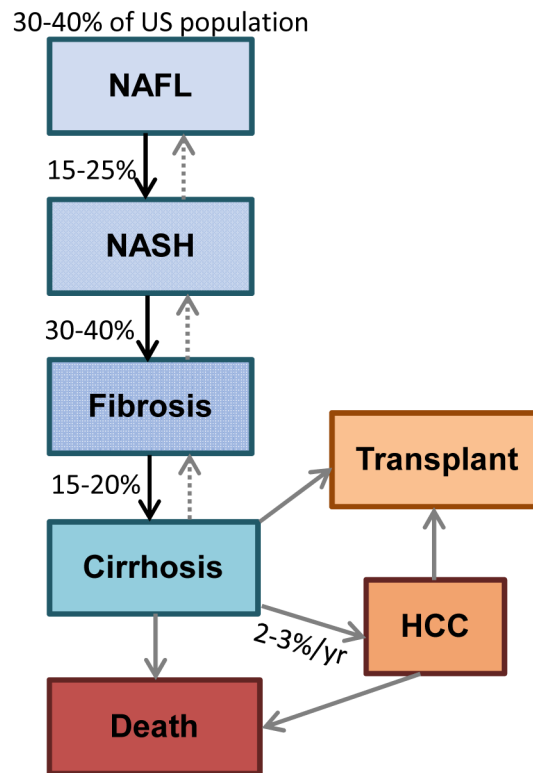 30-40% of US population
NAFL
15-25%
NASH
30-40%
Fibrosis
15-20%
Transplant
Cirrhosis
2-3%/yr
HCC
Death